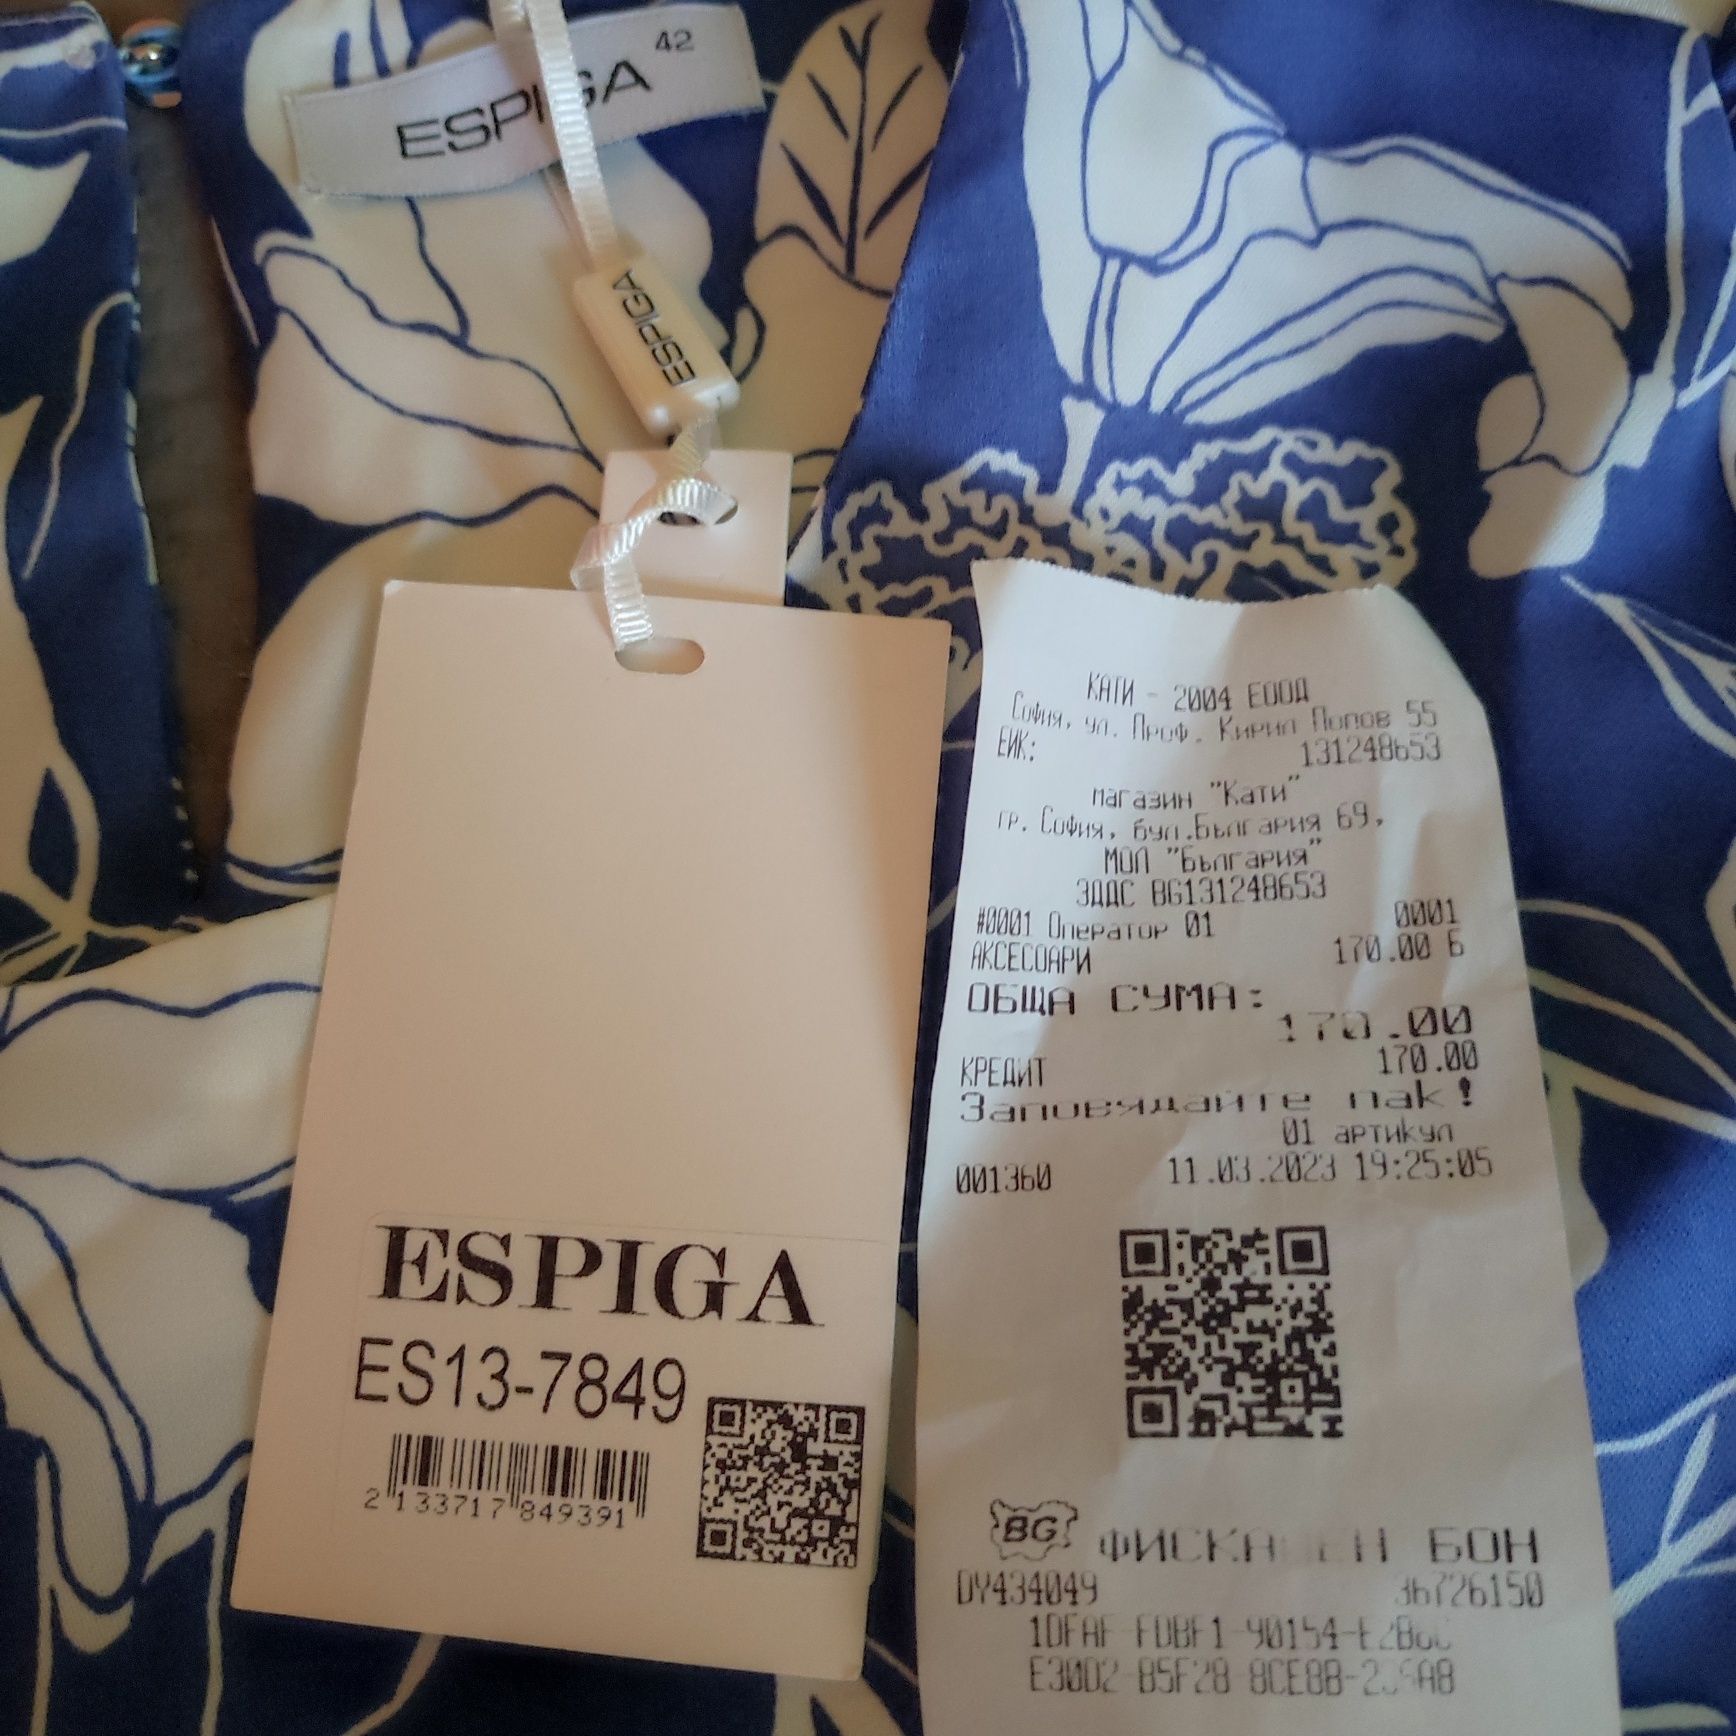 ESPIGA 42
ESPIGA
ESPIGA
ES13-7849
2 133717 849391
КАТИ - 2004 ЕООД
София, ул. Проф. Кирил Попов 55
ЕИК: 131248653
магазин "Кати"
гр. София, бул.България 69,
МОЛ "България"
ЗДДС BG131248653
#0001 Оператор 01 0001
АКСЕСОАРИ 170.00 Б
ОБЩА СУМА:
170.00
КРЕДИТ 170.00
Заповядайте пак!
01 артикул
001360 11.03.2023 19:25:05
BG ФИСКАЛЕН БОН
DY434049 36726150